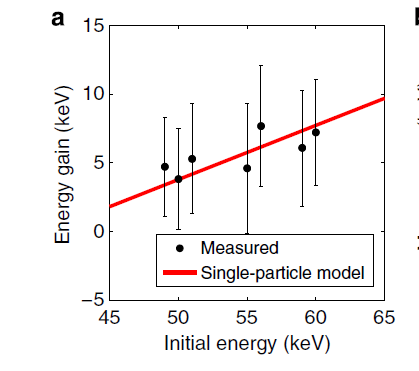 a
15
10
5
0
−5
Energy gain (keV)
Measured
Single-particle model
45 50 55 60 65
Initial energy (keV)